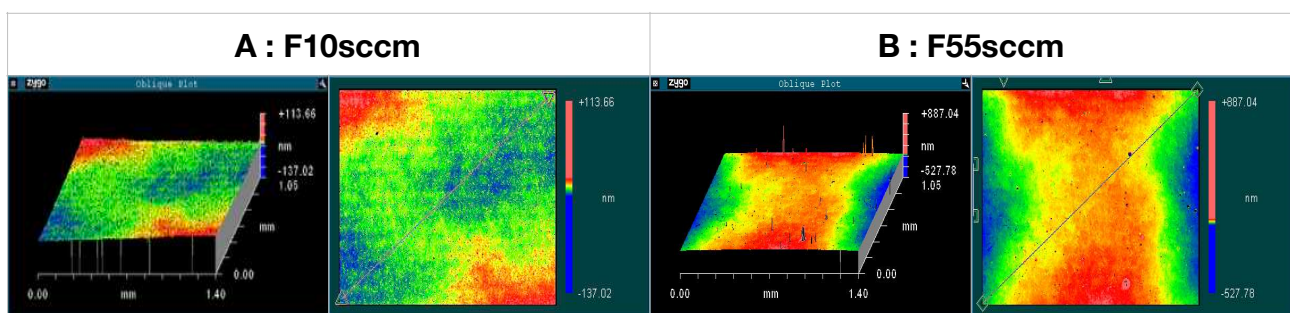 A : F10sccm
B : F55sccm
zygo
Oblique Plot
+113.66
nm
-137.02
1.05
mm
0.00
0.00
mm
1.40
+113.66
nm
-137.02
zygo
Oblique Plot
+887.04
nm
-527.78
1.05
mm
0.00
0.00
mm
1.40
+887.04
nm
-527.78